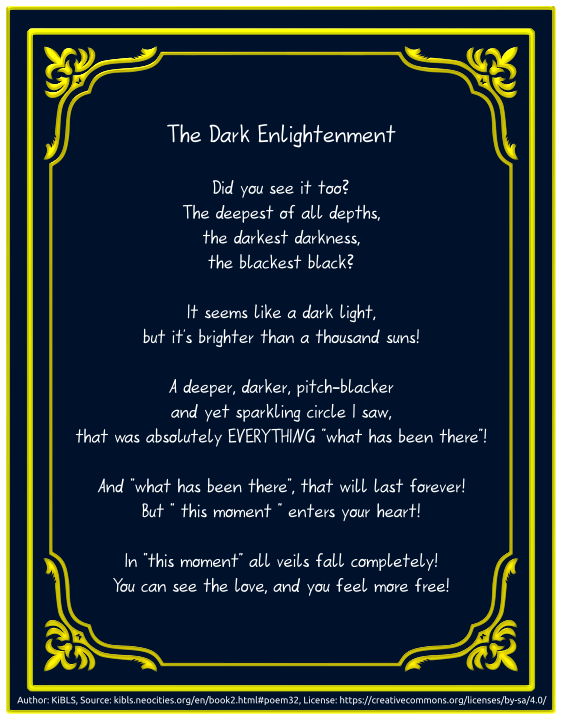 The Dark Enlightenment
Did you see it too?
The deepest of all depths,
the darkest darkness,
the blackest black?
It seems like a dark light,
but it's brighter than a thousand suns!
A deeper, darker, pitch-blacker
and yet sparkling circle I saw,
that was absolutely EVERYTHING "what has been there"!
And "what has been there", that will last forever!
But " this moment " enters your heart!
In "this moment" all veils fall completely!
You can see the love, and you feel more free!
Author: KiBLS, Source: kibls.neocities.org/en/book2.html#poem32, License: https://creativecommons.org/licenses/by-sa/4.0/